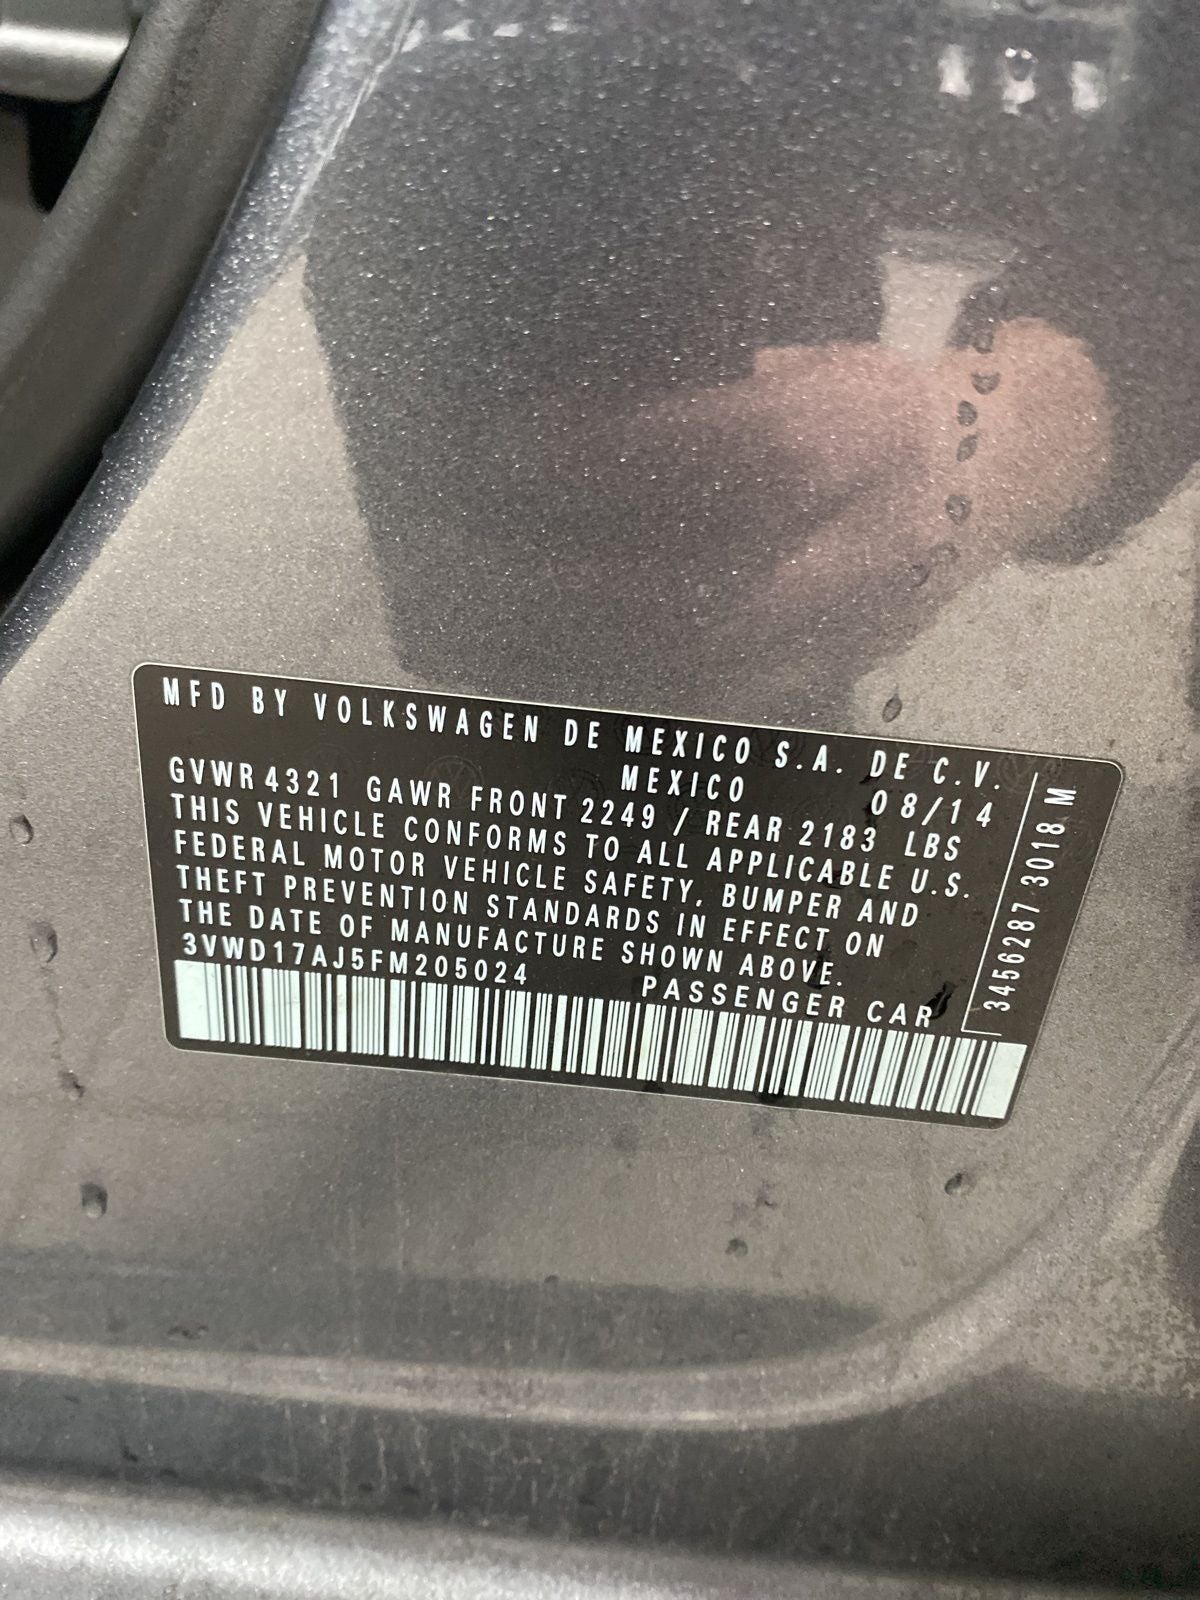 MFD BY VOLKSWAGEN DE MEXICO S.A. DE C.V.
MEXICO 08/14
GVWR 4321 GAWR FRONT 2249 / REAR 2183 LBS
THIS VEHICLE CONFORMS TO ALL APPLICABLE U.S.
FEDERAL MOTOR VEHICLE SAFETY, BUMPER AND
THEFT PREVENTION STANDARDS IN EFFECT ON
THE DATE OF MANUFACTURE SHOWN ABOVE.
3VWD17AJ5FM205024 PASSENGER CAR
3456287 3018 M